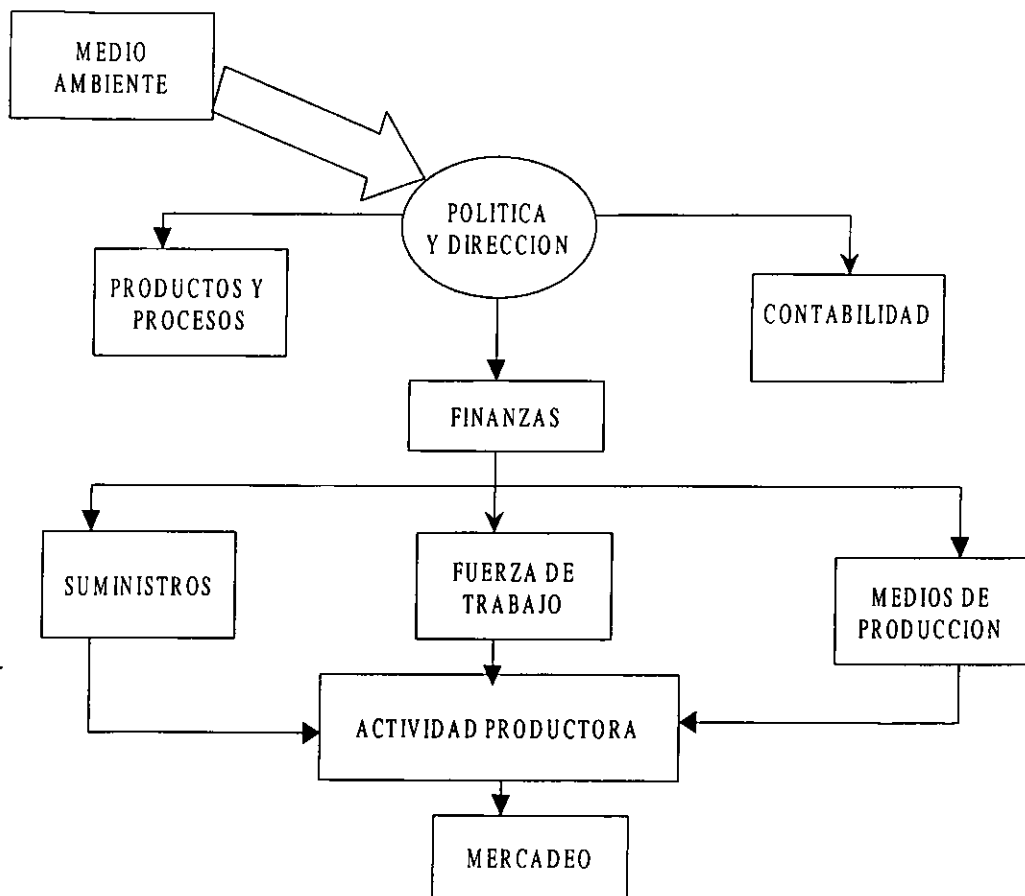 MEDIO
AMBIENTE
POLITICA
Y DIRECCION
PRODUCTOS Y
PROCESOS
CONTABILIDAD
FINANZAS
SUMINISTROS
FUERZA DE
TRABAJO
MEDIOS DE
PRODUCCION
ACTIVIDAD PRODUCTORA
MERCADEO